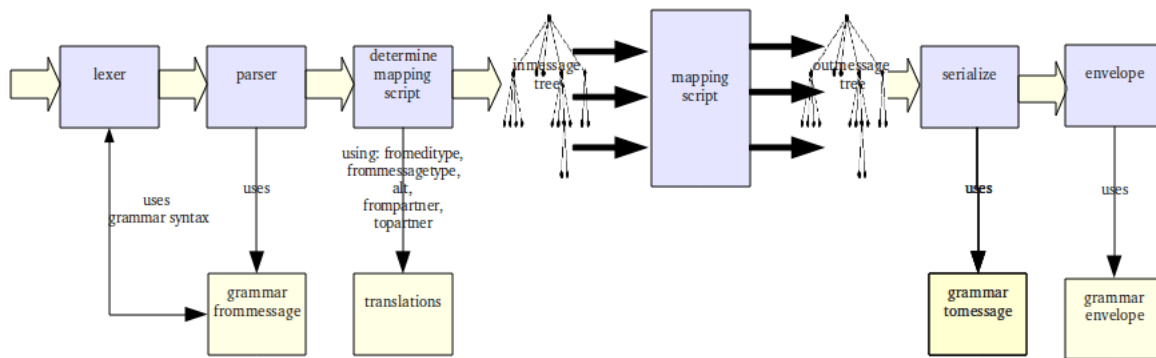 lexer
parser
determine
mapping
script
inmessage
tree
mapping
script
outmessage
tree
serialize
envelope
uses
grammar syntax
uses
using: fromeditype,
frommessagetype,
alt,
frompartner,
topartner
uses
uses
grammar
frommessage
translations
grammar
tomessage
grammar
envelope